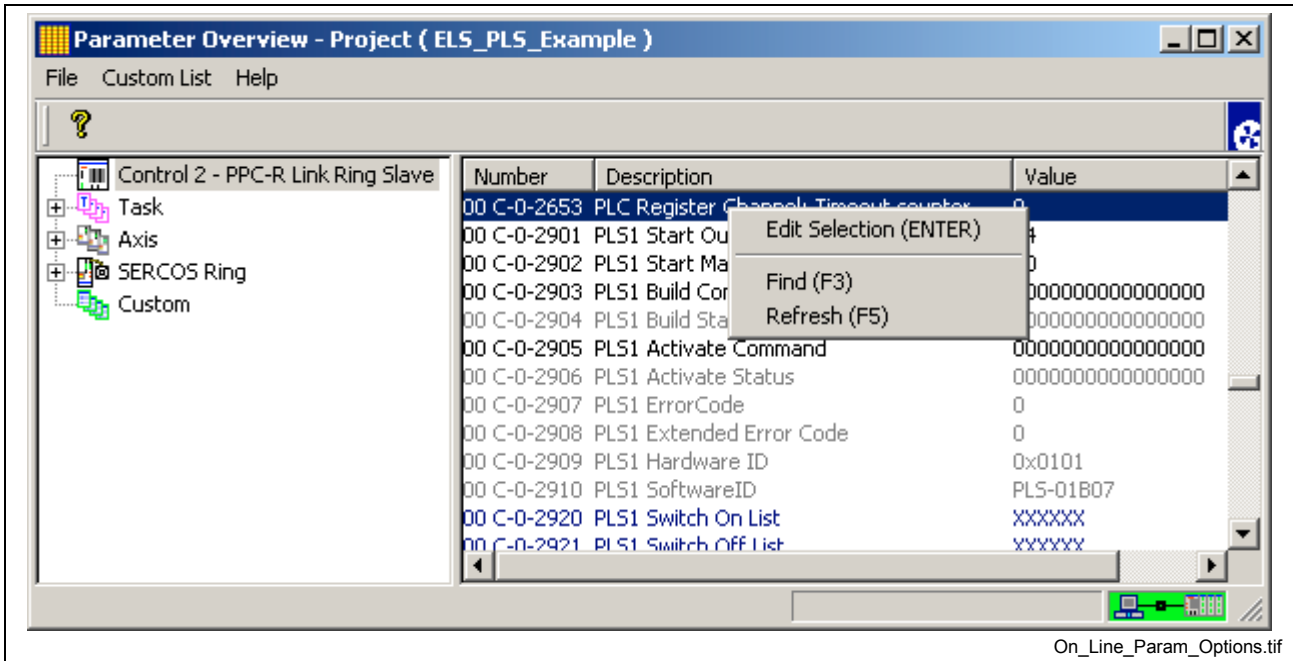 Parameter Overview - Project ( ELS_PLS_Example )
File Custom List Help
Control 2 - PPC-R Link Ring Slave
Task
Axis
SERCOS Ring
Custom
Number Description Value
00 C-0-2653 PLC Register Channel: Timeout counter 0
00 C-0-2901 PLS1 Start Ou 4
00 C-0-2902 PLS1 Start Ma 0
00 C-0-2903 PLS1 Build Co 000000000000000
00 C-0-2904 PLS1 Build Sta 000000000000000
00 C-0-2905 PLS1 Activate Command 0000000000000000
00 C-0-2906 PLS1 Activate Status 0000000000000000
00 C-0-2907 PLS1 ErrorCode 0
00 C-0-2908 PLS1 Extended Error Code 0
00 C-0-2909 PLS1 Hardware ID 0x0101
00 C-0-2910 PLS1 SoftwareID PLS-01B07
00 C-0-2920 PLS1 Switch On List XXXXXX
00 C-0-2921 PLS1 Switch Off List XXXXXX
Edit Selection (ENTER)
Find (F3)
Refresh (F5)
On_Line_Param_Options.tif